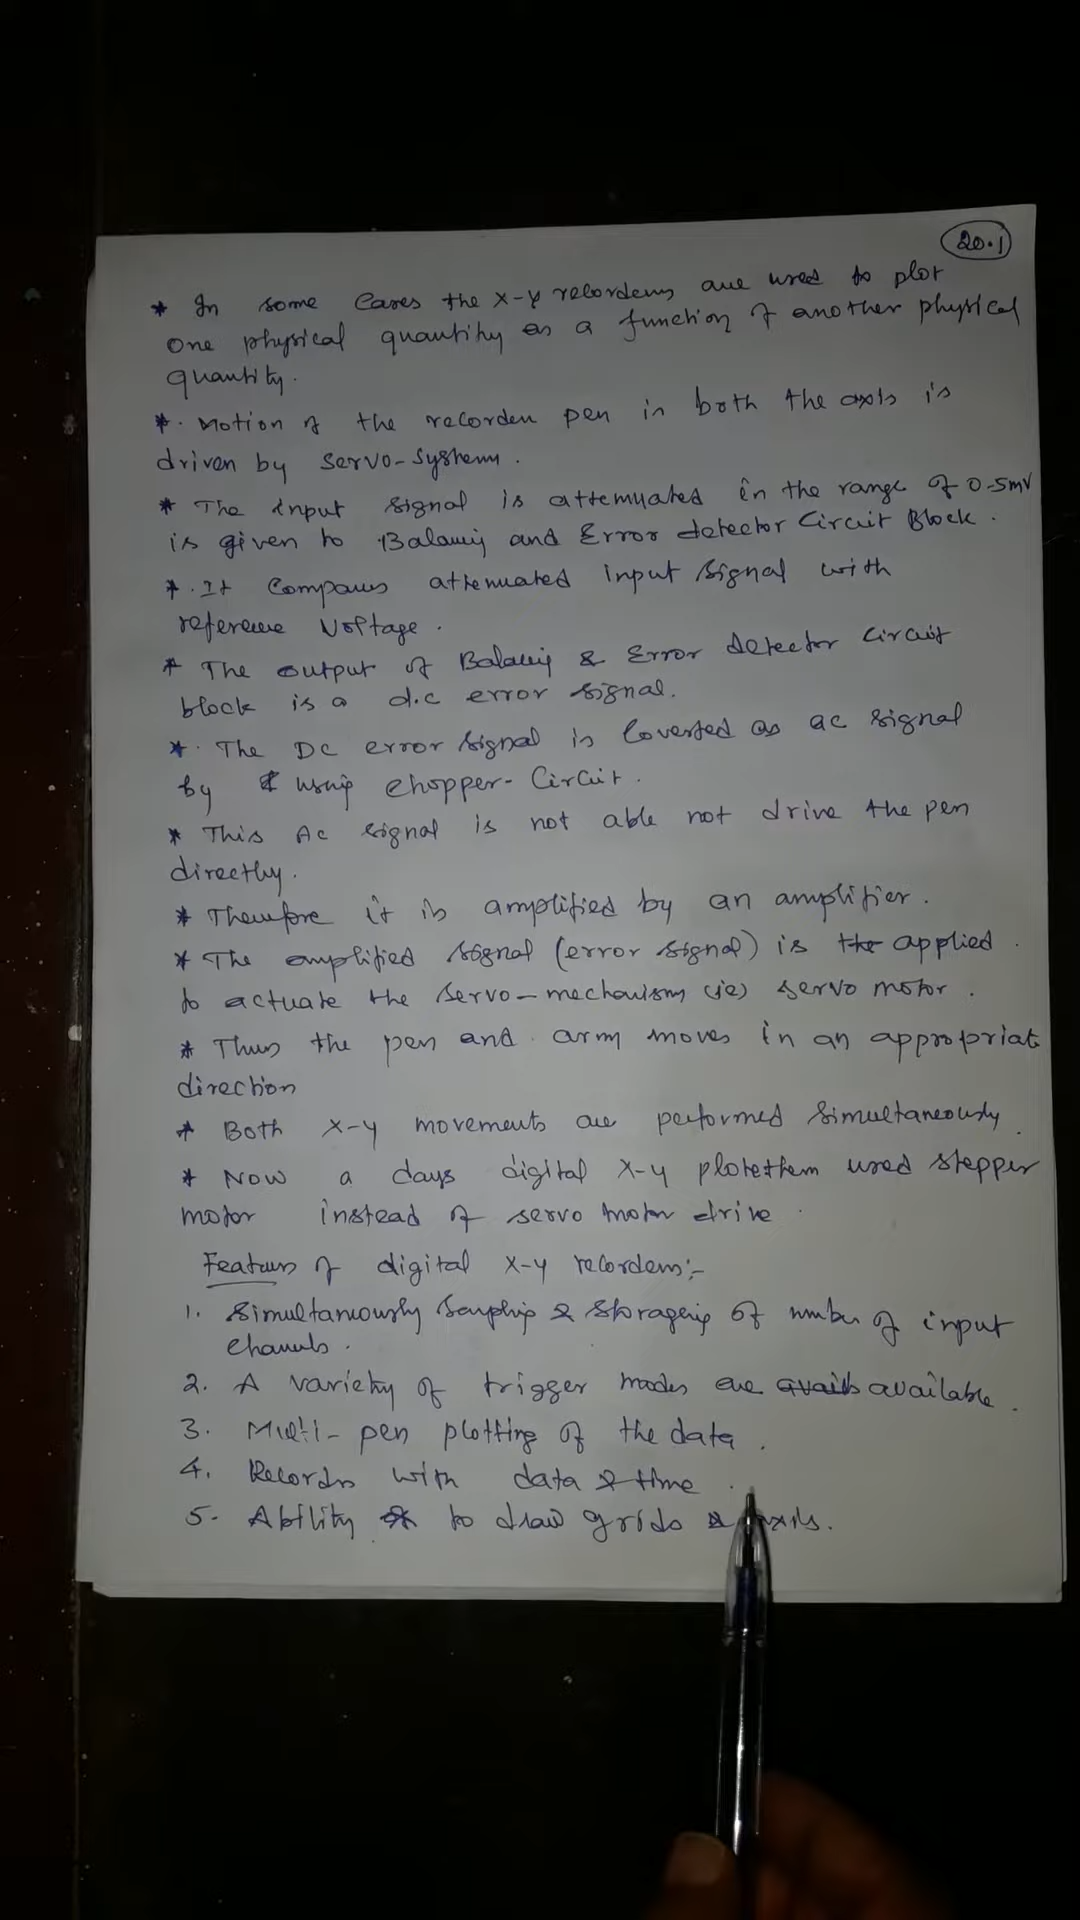 20.1
* In some Cases the X-Y recorders are used to plot
one physical quantity as a function of another physical
quantity.
*. Motion of the recorder pen in both the axis is
driven by servo-system.
* The input signal is attenuated in the range of 0-5mV
is given to Balancing and Error detector Circuit Block.
*. It Compares attenuated input signal with
reference voltage.
* The output of Balancing & Error detector circuit
block is a d.c error signal.
*. The DC error signal is Coverted as ac signal
by using chopper-Circuit.
* This Ac signal is not able not drive the pen
directly.
* Therefore it is amplified by an amplifier.
* The amplified signal (error signal) is applied
to actuate the servo-mechanism (ie) servo motor.
* Thus the pen and arm moves in an appropriate
direction
* Both X-Y movements are performed simultaneously.
* Now a days digital X-Y used stepper
motor instead of servo motor drive.
Features of digital X-Y recorders:-
1. Simultaneously Sampling & Storageing of number of input
channels.
2. A variety of trigger modes are available.
3. Multi-pen plotting of the data.
4. Records with data & time.
5. Ability to draw grids & axis.